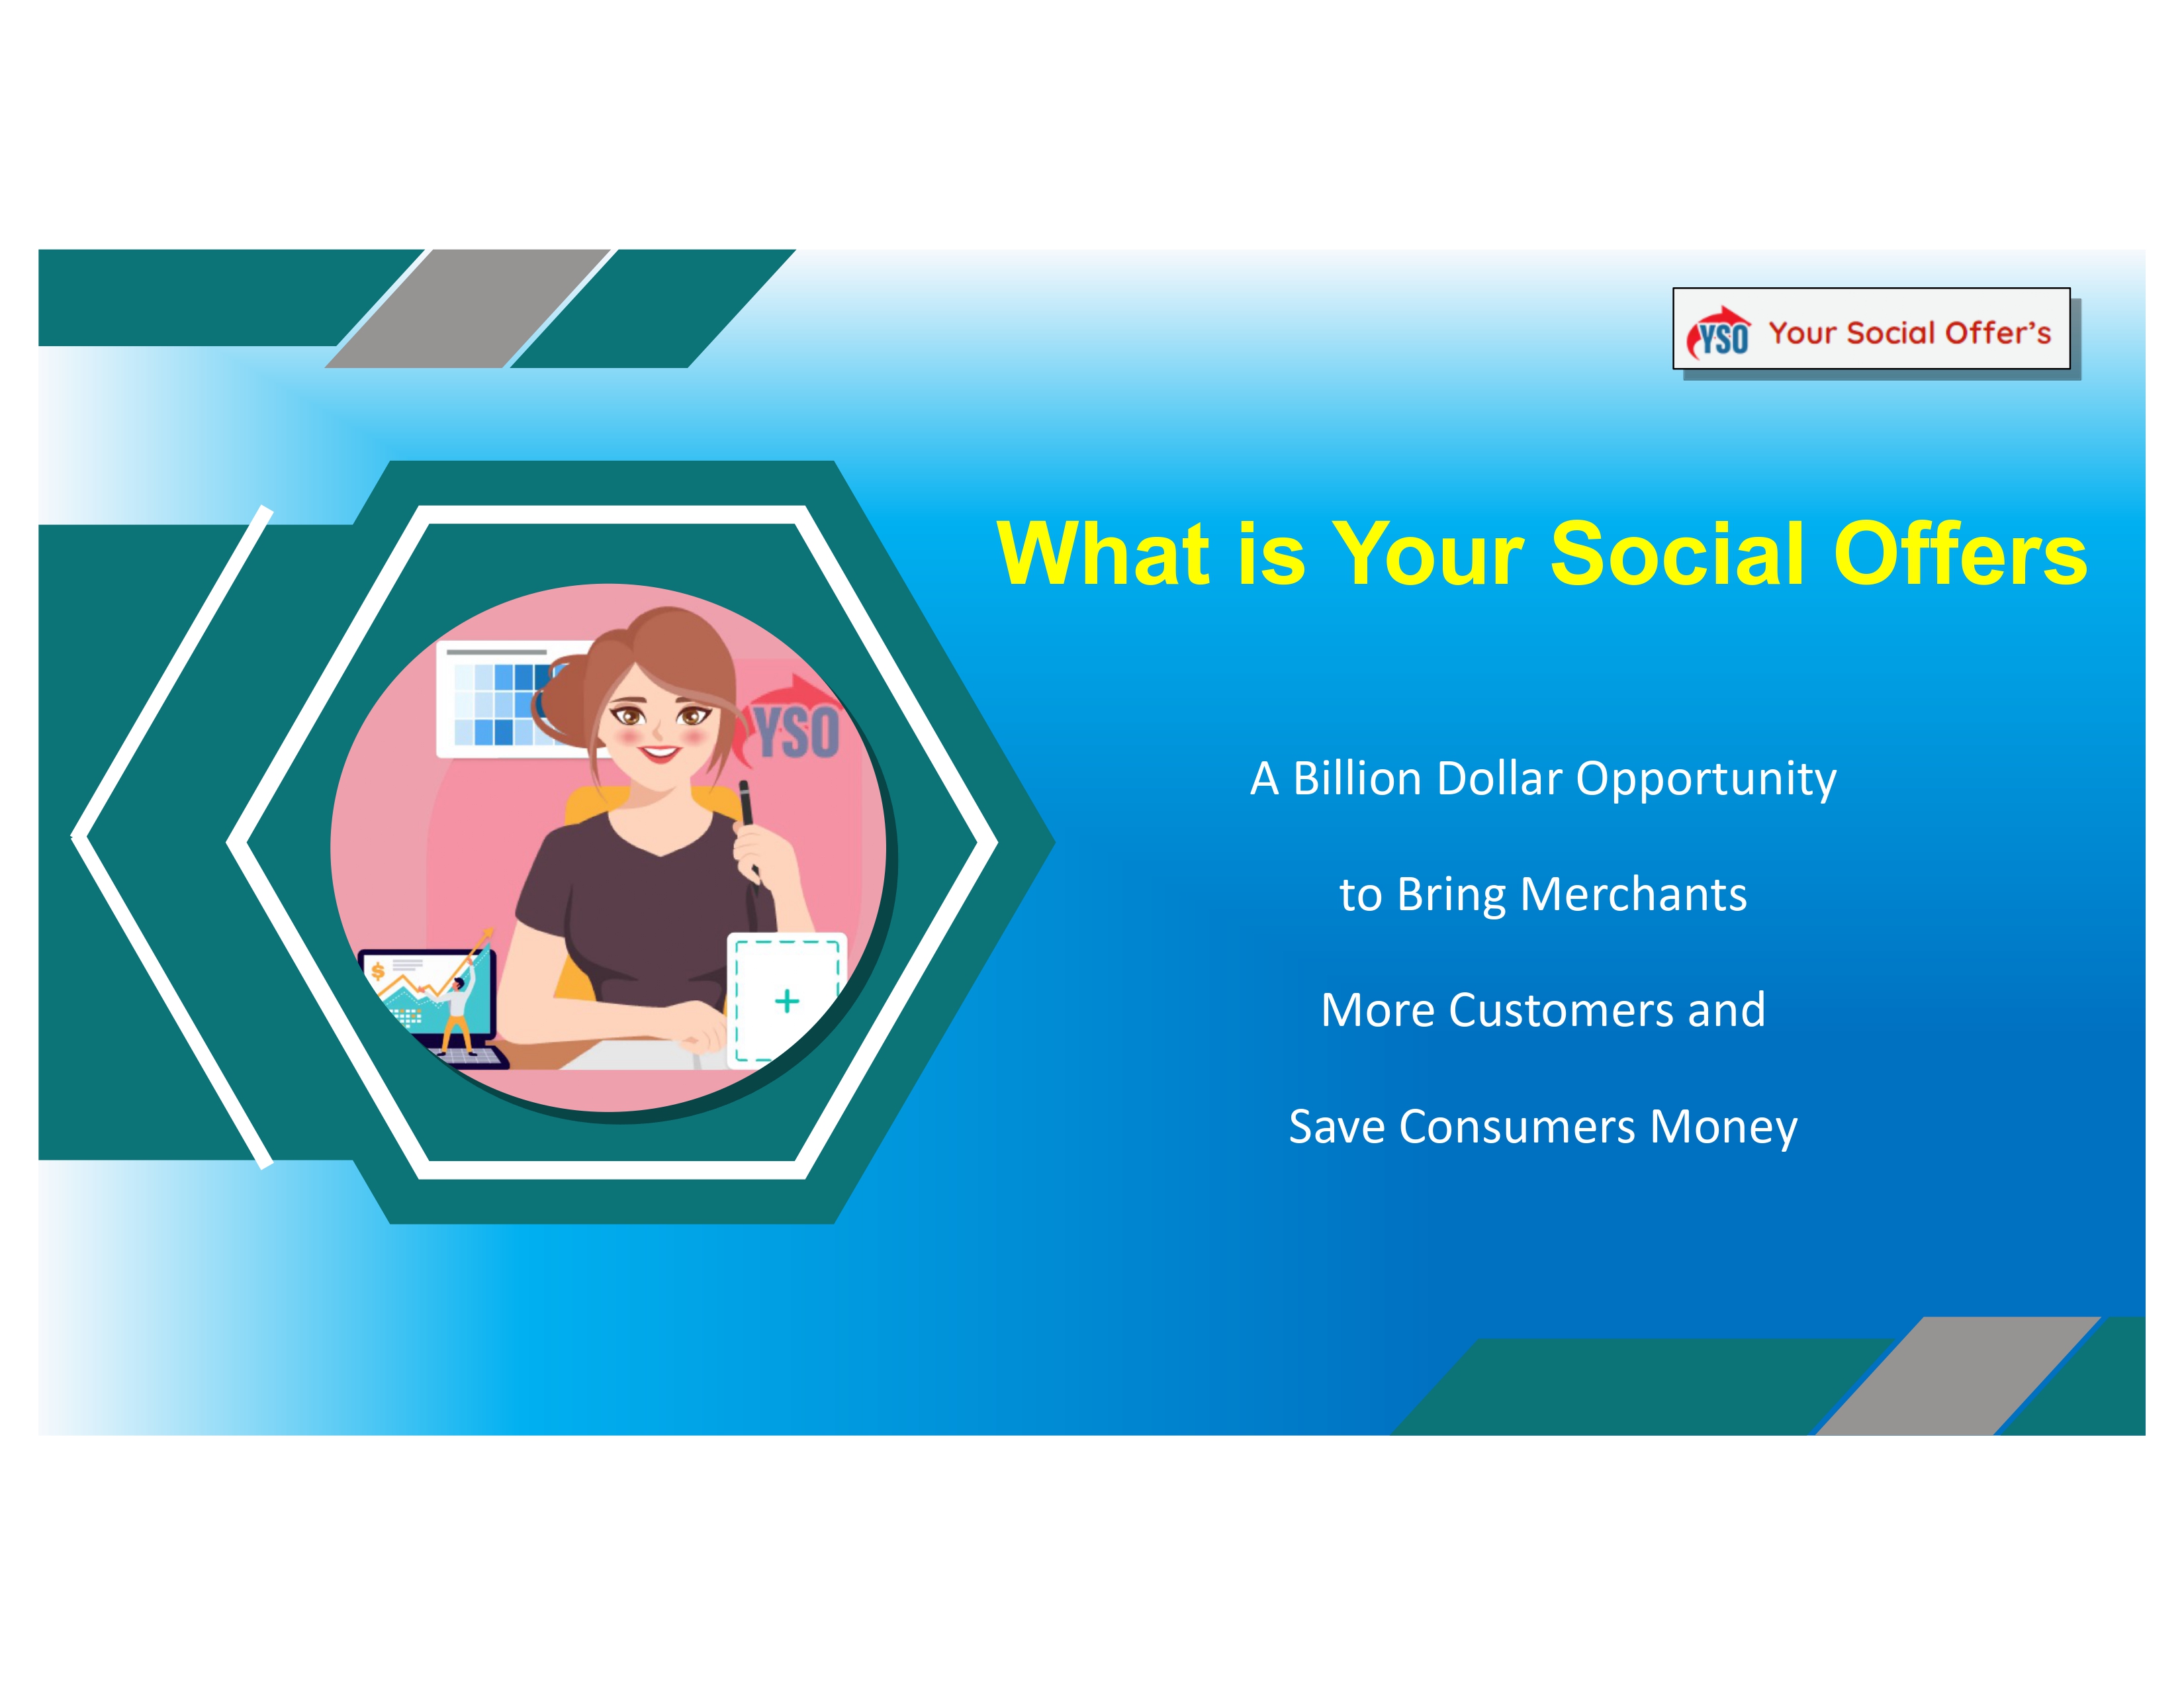 YSO Your Social Offer's
What is Your Social Offers
YSO
A Billion Dollar Opportunity
to Bring Merchants
More Customers and
Save Consumers Money
$
+